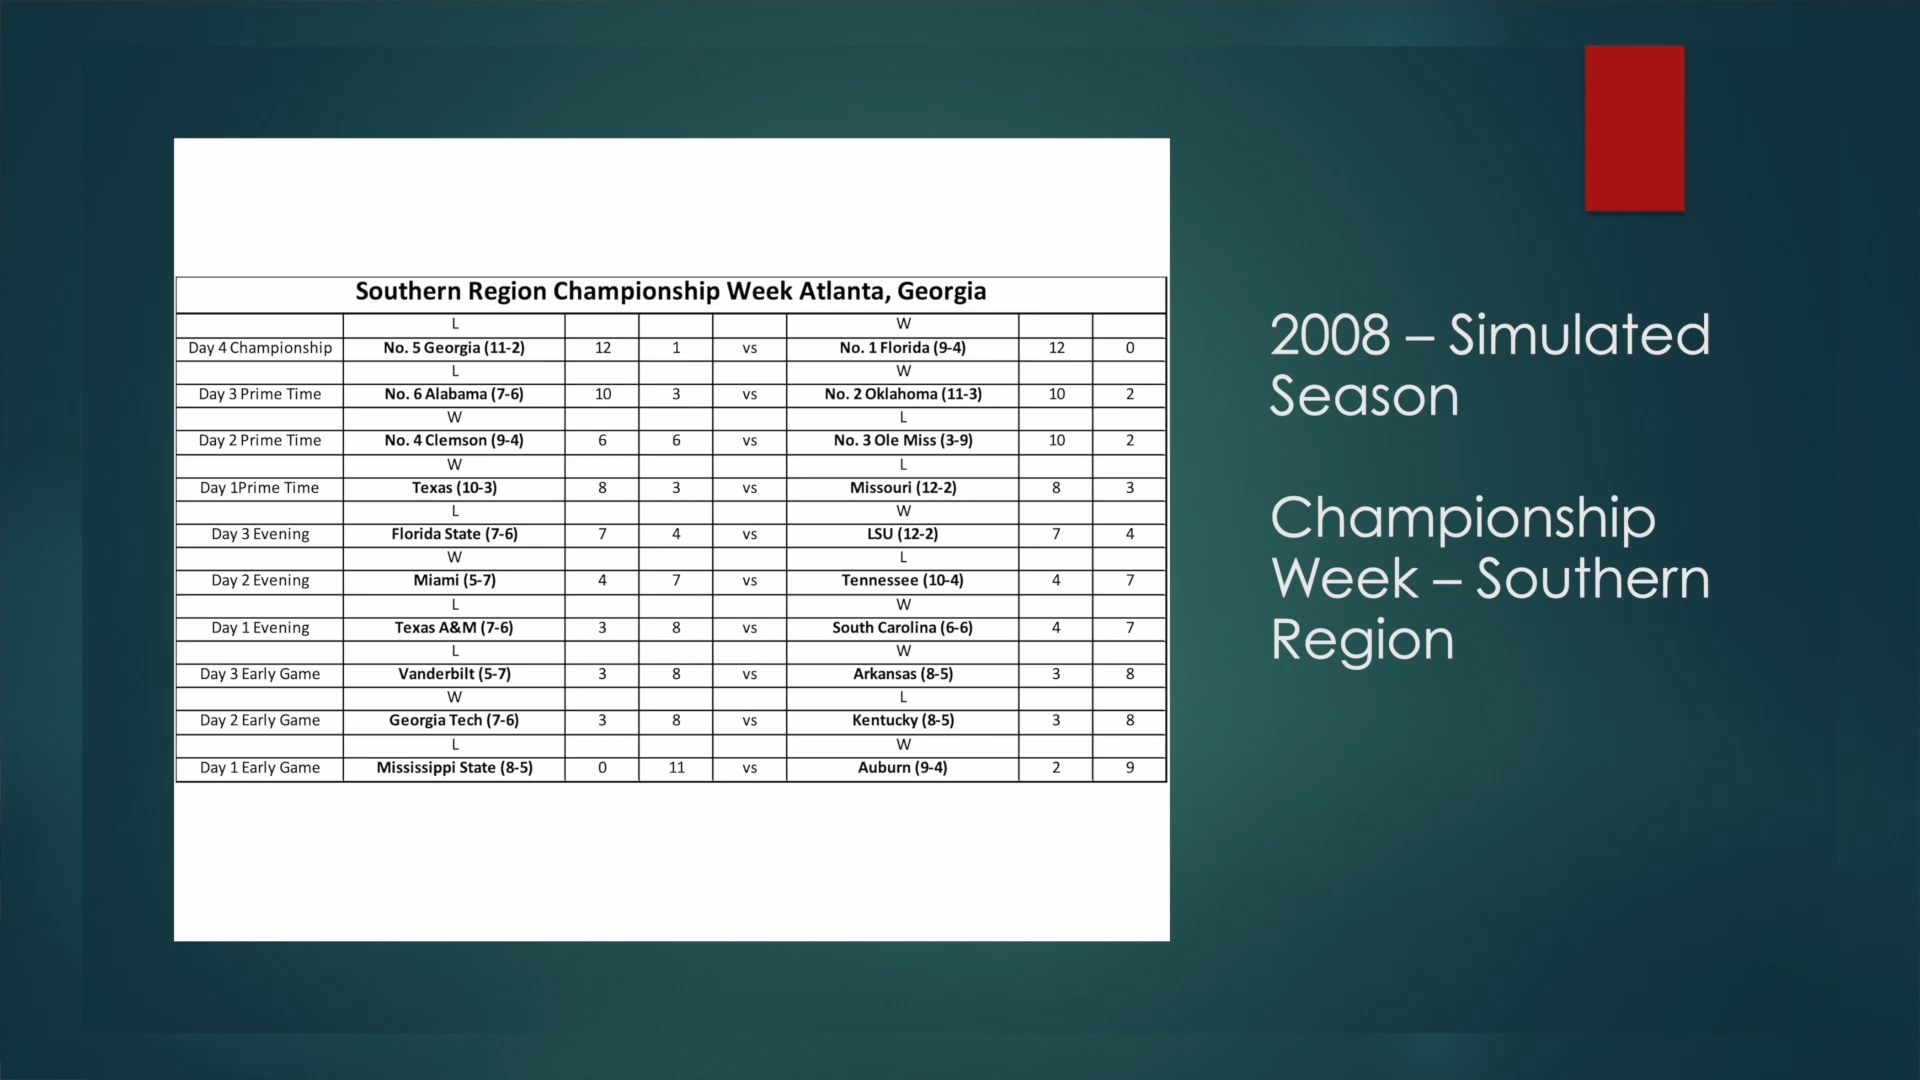 Southern Region Championship Week Atlanta, Georgia
L W
Day 4 Championship No. 5 Georgia (11-2) 12 1 vs No. 1 Florida (9-4) 12 0
L W
Day 3 Prime Time No. 6 Alabama (7-6) 10 3 vs No. 2 Oklahoma (11-3) 10 2
W L
Day 2 Prime Time No. 4 Clemson (9-4) 6 6 vs No. 3 Ole Miss (3-9) 10 2
W L
Day 1Prime Time Texas (10-3) 8 3 vs Missouri (12-2) 8 3
L W
Day 3 Evening Florida State (7-6) 7 4 vs LSU (12-2) 7 4
W L
Day 2 Evening Miami (5-7) 4 7 vs Tennessee (10-4) 4 7
L W
Day 1 Evening Texas A&M (7-6) 3 8 vs South Carolina (6-6) 4 7
L W
Day 3 Early Game Vanderbilt (5-7) 3 8 vs Arkansas (8-5) 3 8
W L
Day 2 Early Game Georgia Tech (7-6) 3 8 vs Kentucky (8-5) 3 8
L W
Day 1 Early Game Mississippi State (8-5) 0 11 vs Auburn (9-4) 2 9
2008 – Simulated
Season
Championship
Week – Southern
Region